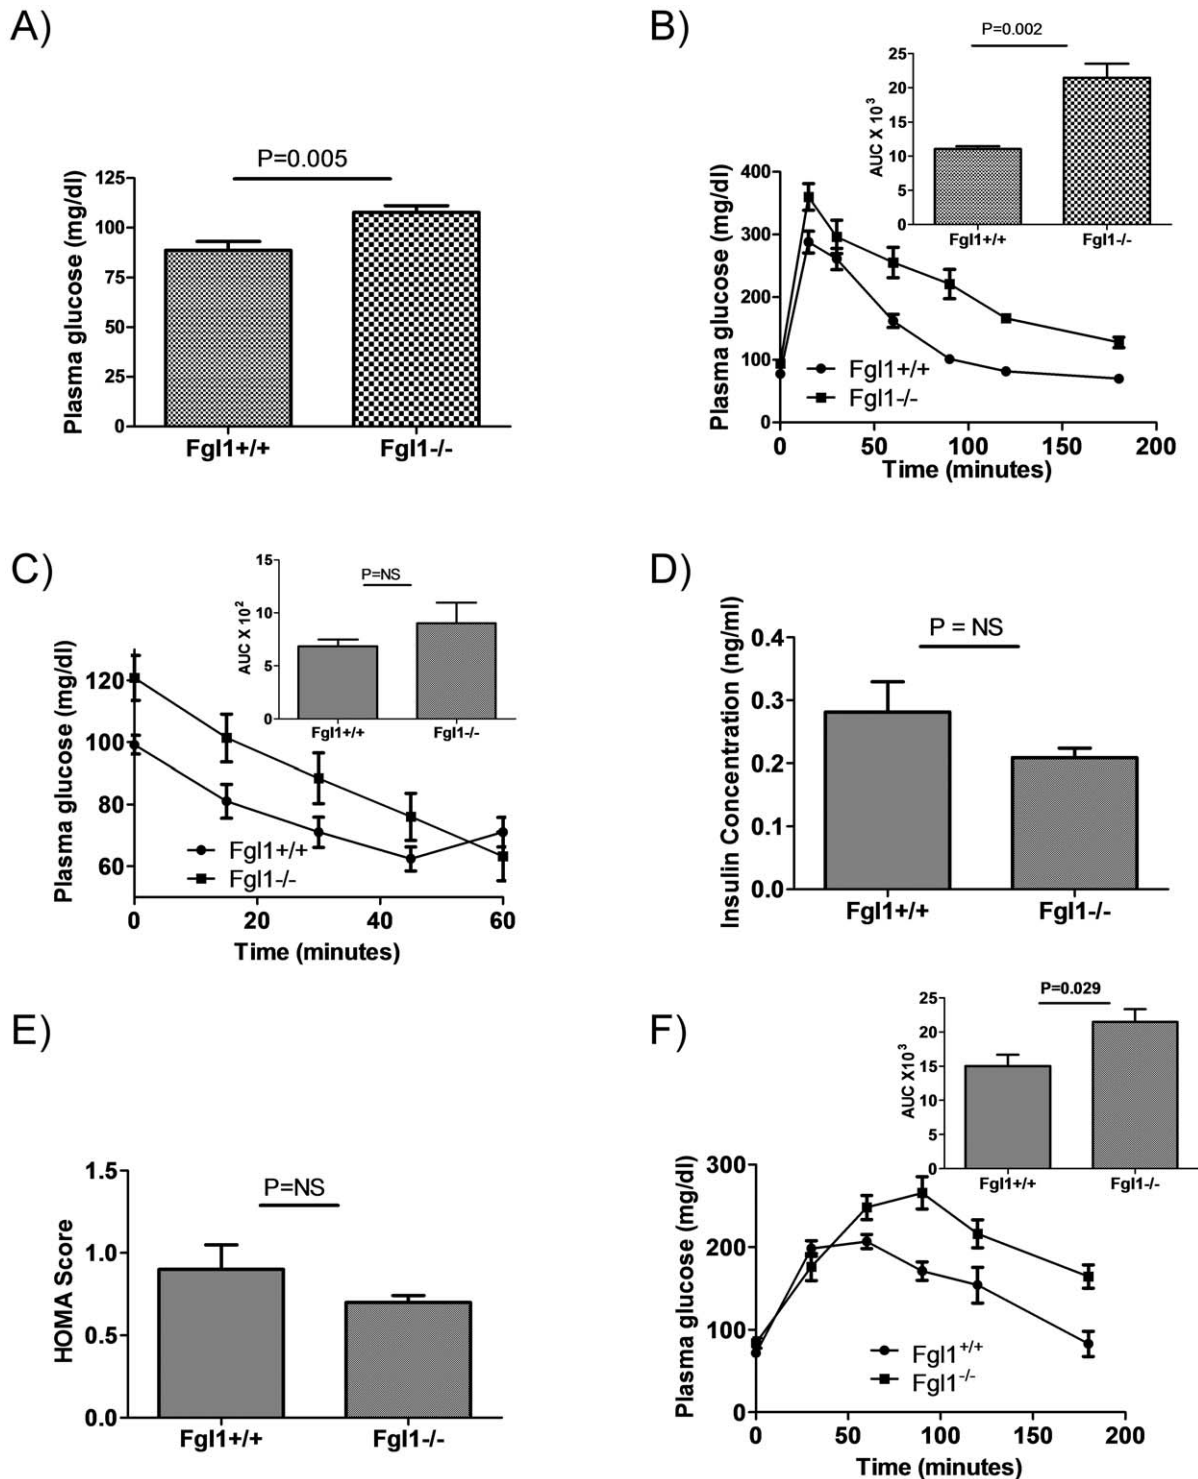 A)
P=0.005
Plasma glucose (mg/dl)
125
100
75
50
25
0
Fgl1+/+ Fgl1-/-
B)
P=0.002
AUC X 10³
25
20
15
10
5
0
Fgl1+/+ Fgl1-/-
Plasma glucose (mg/dl)
400
300
200
100
0
Fgl1+/+
Fgl1-/-
0 50 100 150 200
Time (minutes)
C)
P=NS
AUC X 10²
15
10
5
0
Fgl1+/+ Fgl1-/-
Plasma glucose (mg/dl)
120
100
80
60
Fgl1+/+
Fgl1-/-
0 20 40 60
Time (minutes)
D)
P = NS
Insulin Concentration (ng/ml)
0.4
0.3
0.2
0.1
0.0
Fgl1+/+ Fgl1-/-
E)
P=NS
HOMA Score
1.5
1.0
0.5
0.0
Fgl1+/+ Fgl1-/-
F)
P=0.029
AUC X10³
25
20
15
10
5
0
Fgl1+/+ Fgl1-/-
Plasma glucose (mg/dl)
300
200
100
0
Fgl1⁺/⁺
Fgl1⁻/⁻
0 50 100 150 200
Time (minutes)